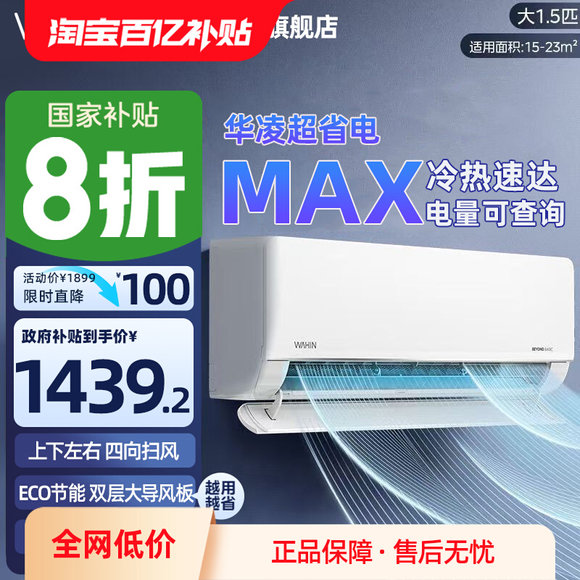 淘宝百亿补贴
旗舰店
大1.5匹
适用面积:15-23m²
国家补贴
8折
华凌超省电
MAX
冷热速达
电量可查询
活动价¥1899
限时直降
¥100
政府补贴到手价¥
1439.2
上下左右 四向扫风
ECO节能 双层大导风板
越用
越省
WAHIN
BEYOND BASIC
全网低价
正品保障·售后无忧